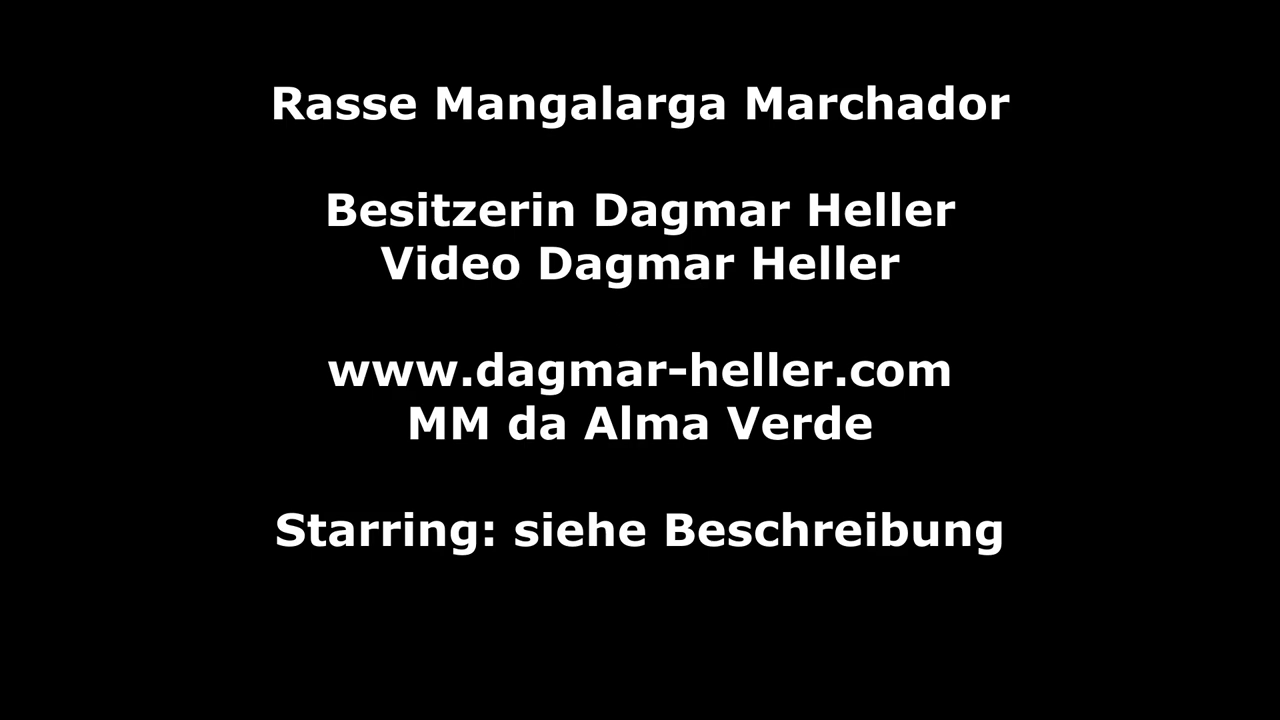 Rasse Mangalarga Marchador
Besitzerin Dagmar Heller
Video Dagmar Heller
www.dagmar-heller.com
MM da Alma Verde
Starring: siehe Beschreibung